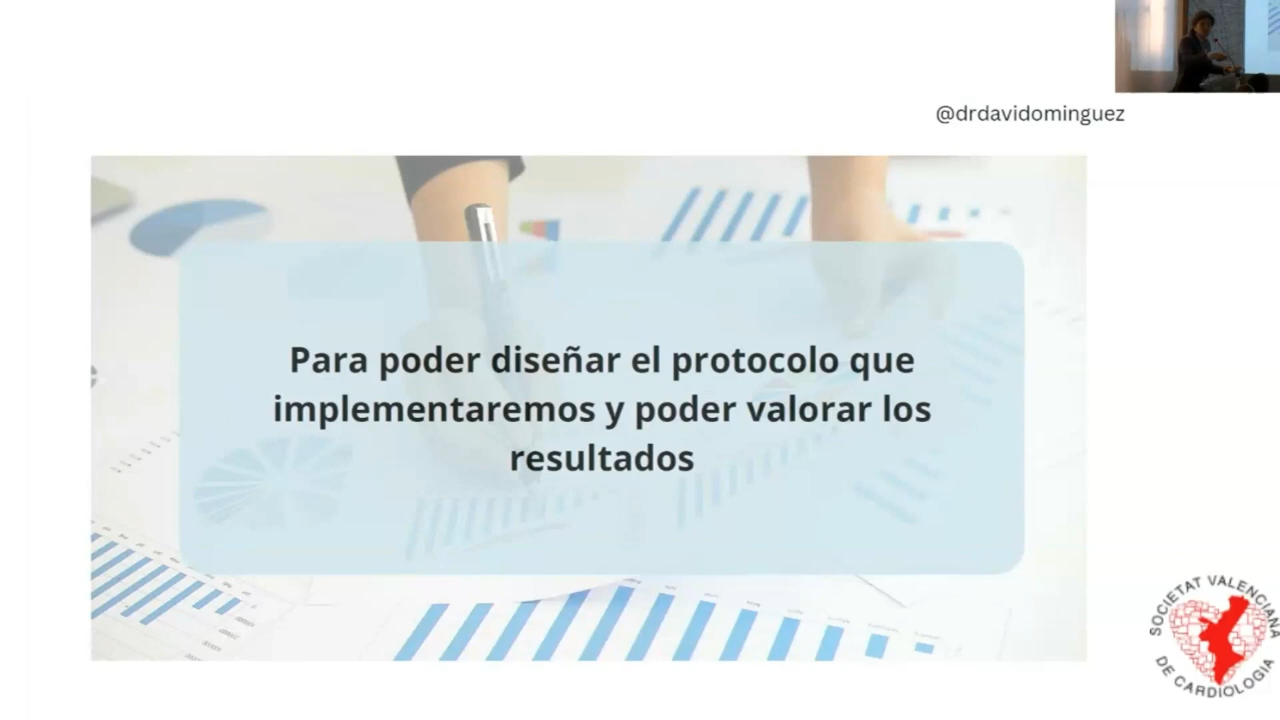 @drdavidominguez
Para poder diseñar el protocolo que
implementaremos y poder valorar los
resultados
SOCIETAT VALENCIANA
DE CARDIOLOGIA